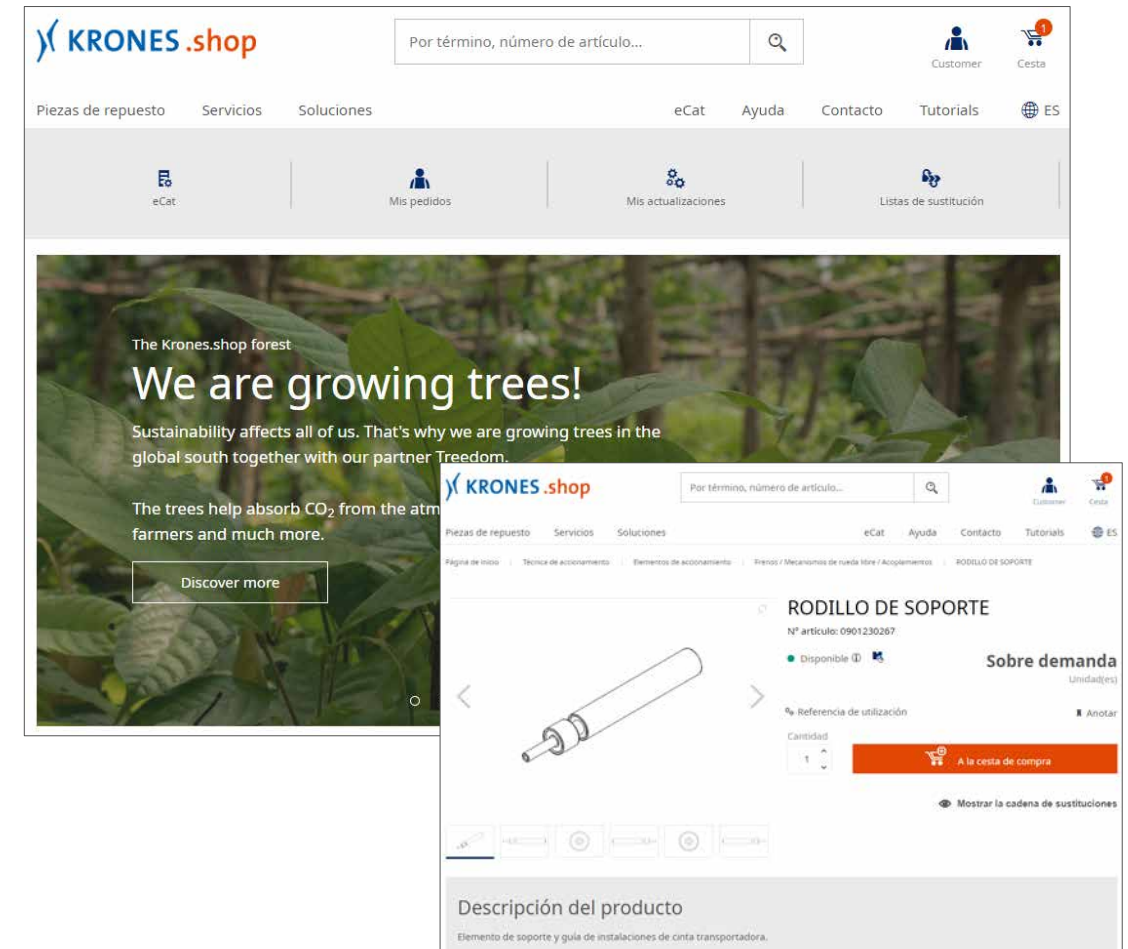 KRONES.shop
Por término, número de artículo...
1
Customer
Cesta
Piezas de repuesto
Servicios
Soluciones
eCat
Ayuda
Contacto
Tutorials
ES
eCat
Mis pedidos
Mis actualizaciones
Listas de sustitución
The Krones.shop forest
We are growing trees!
Sustainability affects all of us. That's why we are growing trees in the
global south together with our partner Treedom.
The trees help absorb CO₂ from the atm
farmers and much more.
Discover more
KRONES.shop
Por término, número de artículo...
1
Customer
Cesta
Piezas de repuesto
Servicios
Soluciones
eCat
Ayuda
Contacto
Tutorials
ES
Página de inicio
Técnica de accionamiento
Elementos de accionamiento
Frenos / Mecanismos de rueda libre / Acoplamientos
RODILLO DE SOPORTE
RODILLO DE SOPORTE
Nº artículo: 0901230267
Disponible
Sobre demanda
Unidad(es)
Referencia de utilización
Anotar
Cantidad
1
A la cesta de compra
Mostrar la cadena de sustituciones
Descripción del producto
Elemento de soporte y guía de instalaciones de cinta transportadora.